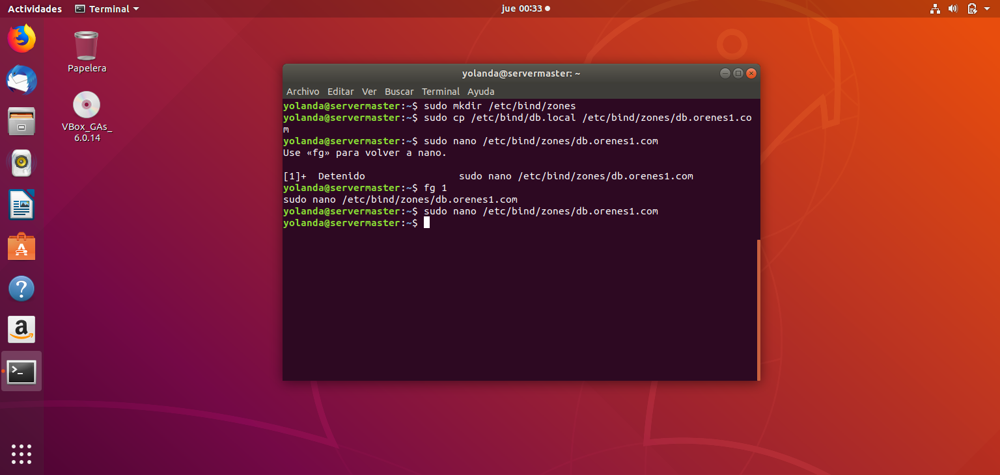 Actividades Terminal jue 00:33
Papelera
VBox_GAs_
6.0.14
yolanda@servermaster: ~
Archivo Editar Ver Buscar Terminal Ayuda
yolanda@servermaster:~$ sudo mkdir /etc/bind/zones
yolanda@servermaster:~$ sudo cp /etc/bind/db.local /etc/bind/zones/db.orenes1.co
m
yolanda@servermaster:~$ sudo nano /etc/bind/zones/db.orenes1.com
Use «fg» para volver a nano.
[1]+  Detenido                sudo nano /etc/bind/zones/db.orenes1.com
yolanda@servermaster:~$ fg 1
sudo nano /etc/bind/zones/db.orenes1.com
yolanda@servermaster:~$ sudo nano /etc/bind/zones/db.orenes1.com
yolanda@servermaster:~$